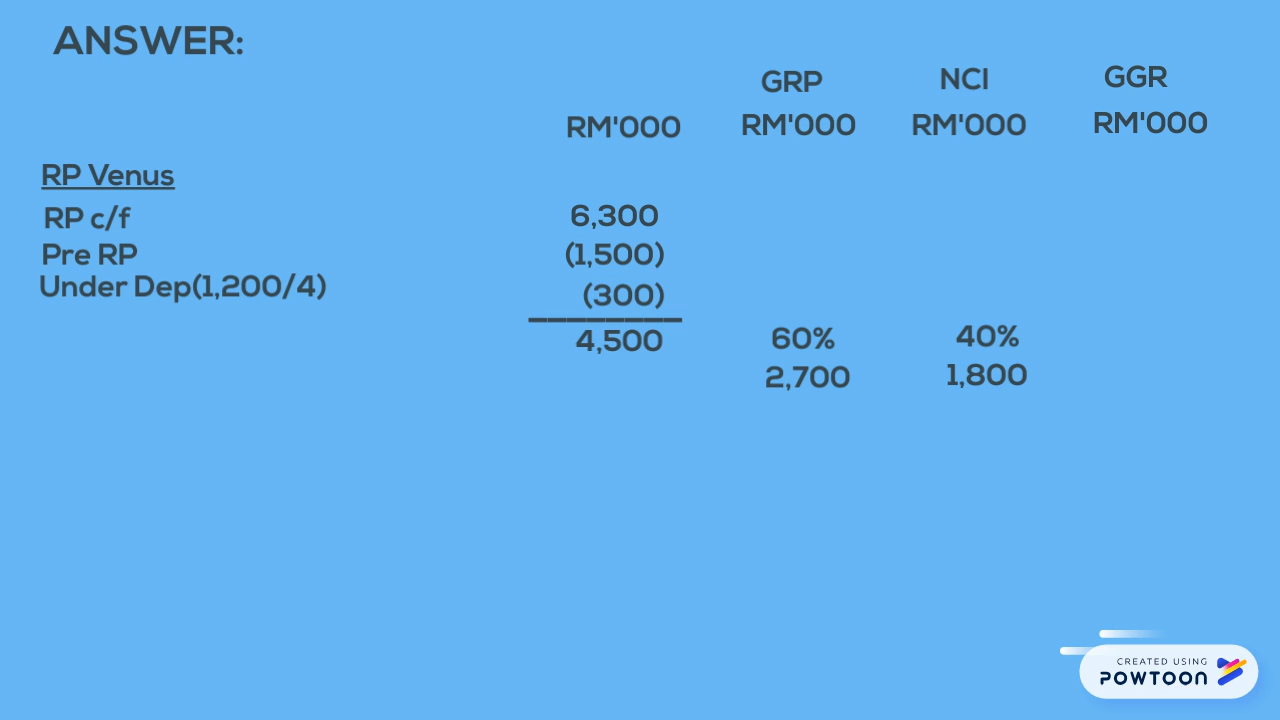 ANSWER:
GRP NCI GGR
RM'000 RM'000 RM'000 RM'000
RP Venus
RP c/f 6,300
Pre RP (1,500)
Under Dep(1,200/4) (300)
4,500 60% 40%
2,700 1,800
CREATED USING
POWTOON